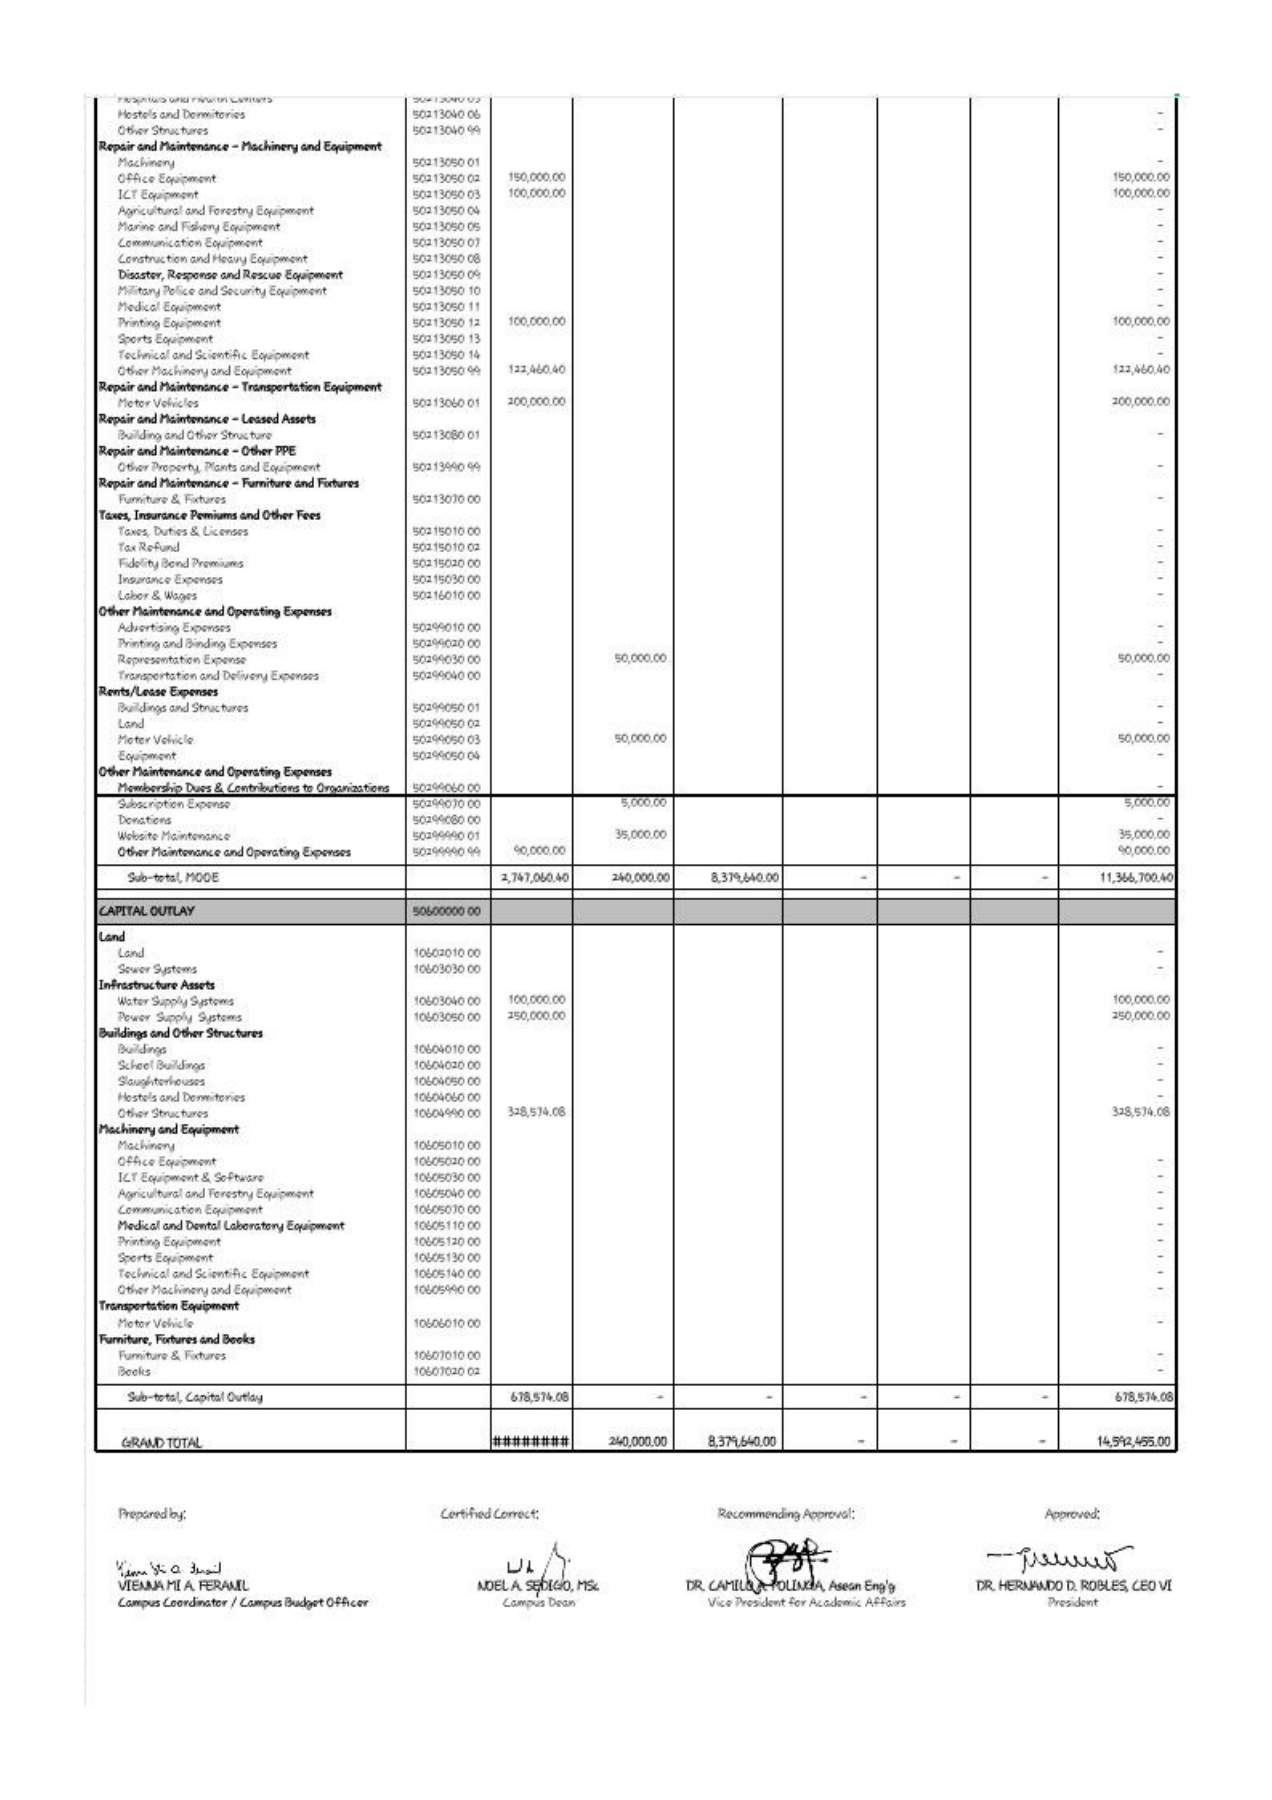 Hospitals and Health Centers 50213040 03
Hostels and Dormitories 50213040 06 -
Other Structures 50213040 99 -
Repair and Maintenance - Machinery and Equipment
Machinery 50213050 01 -
Office Equipment 50213050 02 150,000.00 150,000.00
ICT Equipment 50213050 03 100,000.00 100,000.00
Agricultural and Forestry Equipment 50213050 04 -
Marine and Fishery Equipment 50213050 05 -
Communication Equipment 50213050 07 -
Construction and Heavy Equipment 50213050 08 -
Disaster, Response and Rescue Equipment 50213050 09 -
Military Police and Security Equipment 50213050 10 -
Medical Equipment 50213050 11 -
Printing Equipment 50213050 12 100,000.00 100,000.00
Sports Equipment 50213050 13 -
Technical and Scientific Equipment 50213050 14 -
Other Machinery and Equipment 50213050 99 122,460.40 122,460.40
Repair and Maintenance - Transportation Equipment
Motor Vehicles 50213060 01 200,000.00 200,000.00
Repair and Maintenance - Leased Assets
Building and Other Structure 50213080 01 -
Repair and Maintenance - Other PPE
Other Property, Plants and Equipment 50213990 99 -
Repair and Maintenance - Furniture and Fixtures
Furniture & Fixtures 50213070 00 -
Taxes, Insurance Pemiums and Other Fees
Taxes, Duties & Licenses 50215010 00 -
Tax Refund 50215010 02 -
Fidelity Bond Premiums 50215020 00 -
Insurance Expenses 50215030 00 -
Labor & Wages 50216010 00 -
Other Maintenance and Operating Expenses
Advertising Expenses 50299010 00 -
Printing and Binding Expenses 50299020 00 -
Representation Expense 50299030 00 50,000.00 50,000.00
Transportation and Delivery Expenses 50299040 00 -
Rents/Lease Expenses
Buildings and Structures 50299050 01 -
Land 50299050 02 -
Motor Vehicle 50299050 03 50,000.00 50,000.00
Equipment 50299050 04 -
Other Maintenance and Operating Expenses
Membership Dues & Contributions to Organizations 50299060 00 -
Subscription Expense 50299070 00 5,000.00 5,000.00
Donations 50299080 00 -
Website Maintenance 50299990 01 35,000.00 35,000.00
Other Maintenance and Operating Expenses 50299990 99 90,000.00 90,000.00
Sub-total, MOOE 2,747,060.40 240,000.00 8,379,640.00 - - - 11,366,700.40
CAPITAL OUTLAY 50600000 00
Land
Land 10602010 00 -
Sewer Systems 10603030 00 -
Infrastructure Assets
Water Supply Systems 10603040 00 100,000.00 100,000.00
Power Supply Systems 10603050 00 250,000.00 250,000.00
Buildings and Other Structures
Buildings 10604010 00 -
School Buildings 10604020 00 -
Slaughterhouses 10604050 00 -
Hostels and Dormitories 10604060 00 -
Other Structures 10604990 00 328,574.08 328,574.08
Machinery and Equipment
Machinery 10605010 00
Office Equipment 10605020 00 -
ICT Equipment & Software 10605030 00 -
Agricultural and Forestry Equipment 10605040 00 -
Communication Equipment 10605070 00 -
Medical and Dental Laboratory Equipment 10605110 00 -
Printing Equipment 10605120 00 -
Sports Equipment 10605130 00 -
Technical and Scientific Equipment 10605140 00 -
Other Machinery and Equipment 10605990 00 -
Transportation Equipment
Motor Vehicle 10606010 00 -
Furniture, Fixtures and Books
Furniture & Fixtures 10607010 00 -
Books 10607020 02 -
Sub-total, Capital Outlay 678,574.08 - - - - - 678,574.08
GRAND TOTAL ######## 240,000.00 8,379,640.00 - - - 14,592,455.00
Prepared by: Certified Correct: Recommending Approval: Approved:
VIENNA MI A. FERANIL NOEL A. SEDIGO, MSc DR. CAMILO A. POLINGA, Asean Eng'g DR. HERNANDO D. ROBLES, CEO VI
Campus Coordinator / Campus Budget Officer Campus Dean Vice President for Academic Affairs President